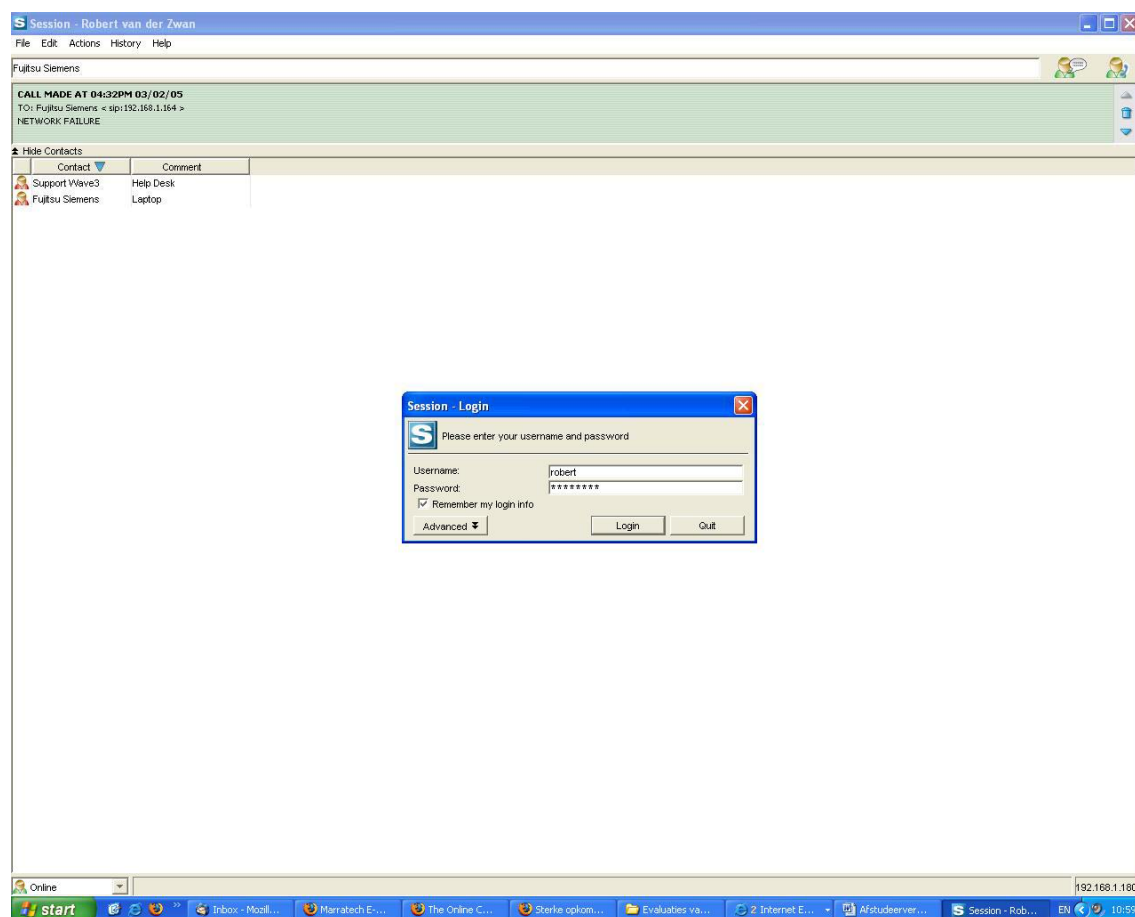 S Session - Robert van der Zwan
File Edit Actions History Help
Fujitsu Siemens
CALL MADE AT 04:32PM 03/02/05
TO: Fujitsu Siemens < sip:192.168.1.164 >
NETWORK FAILURE
Hide Contacts
Contact Comment
Support Wave3 Help Desk
Fujitsu Siemens Laptop
Session - Login
S Please enter your username and password
Username: robert
Password: ********
Remember my login info
Advanced Login Quit
Online 192.168.1.180
start » Inbox - Mozill... Marratech E-... The Online C... Sterke opkom... Evaluaties va... 2 Internet E... Afstudeerver... S Session - Rob... EN 10:59